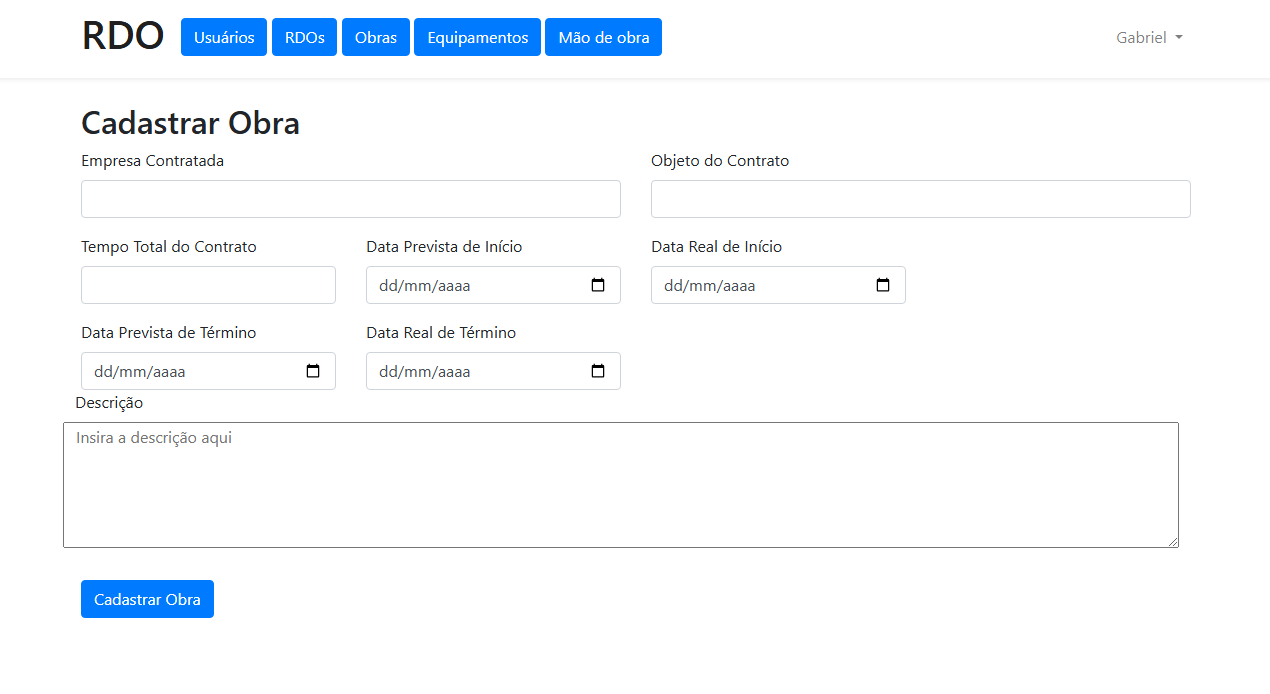 RDO Usuários RDOs Obras Equipamentos Mão de obra Gabriel
Cadastrar Obra
Empresa Contratada Objeto do Contrato
Tempo Total do Contrato Data Prevista de Início Data Real de Início
dd/mm/aaaa dd/mm/aaaa
Data Prevista de Término Data Real de Término
dd/mm/aaaa dd/mm/aaaa
Descrição
Insira a descrição aqui
Cadastrar Obra